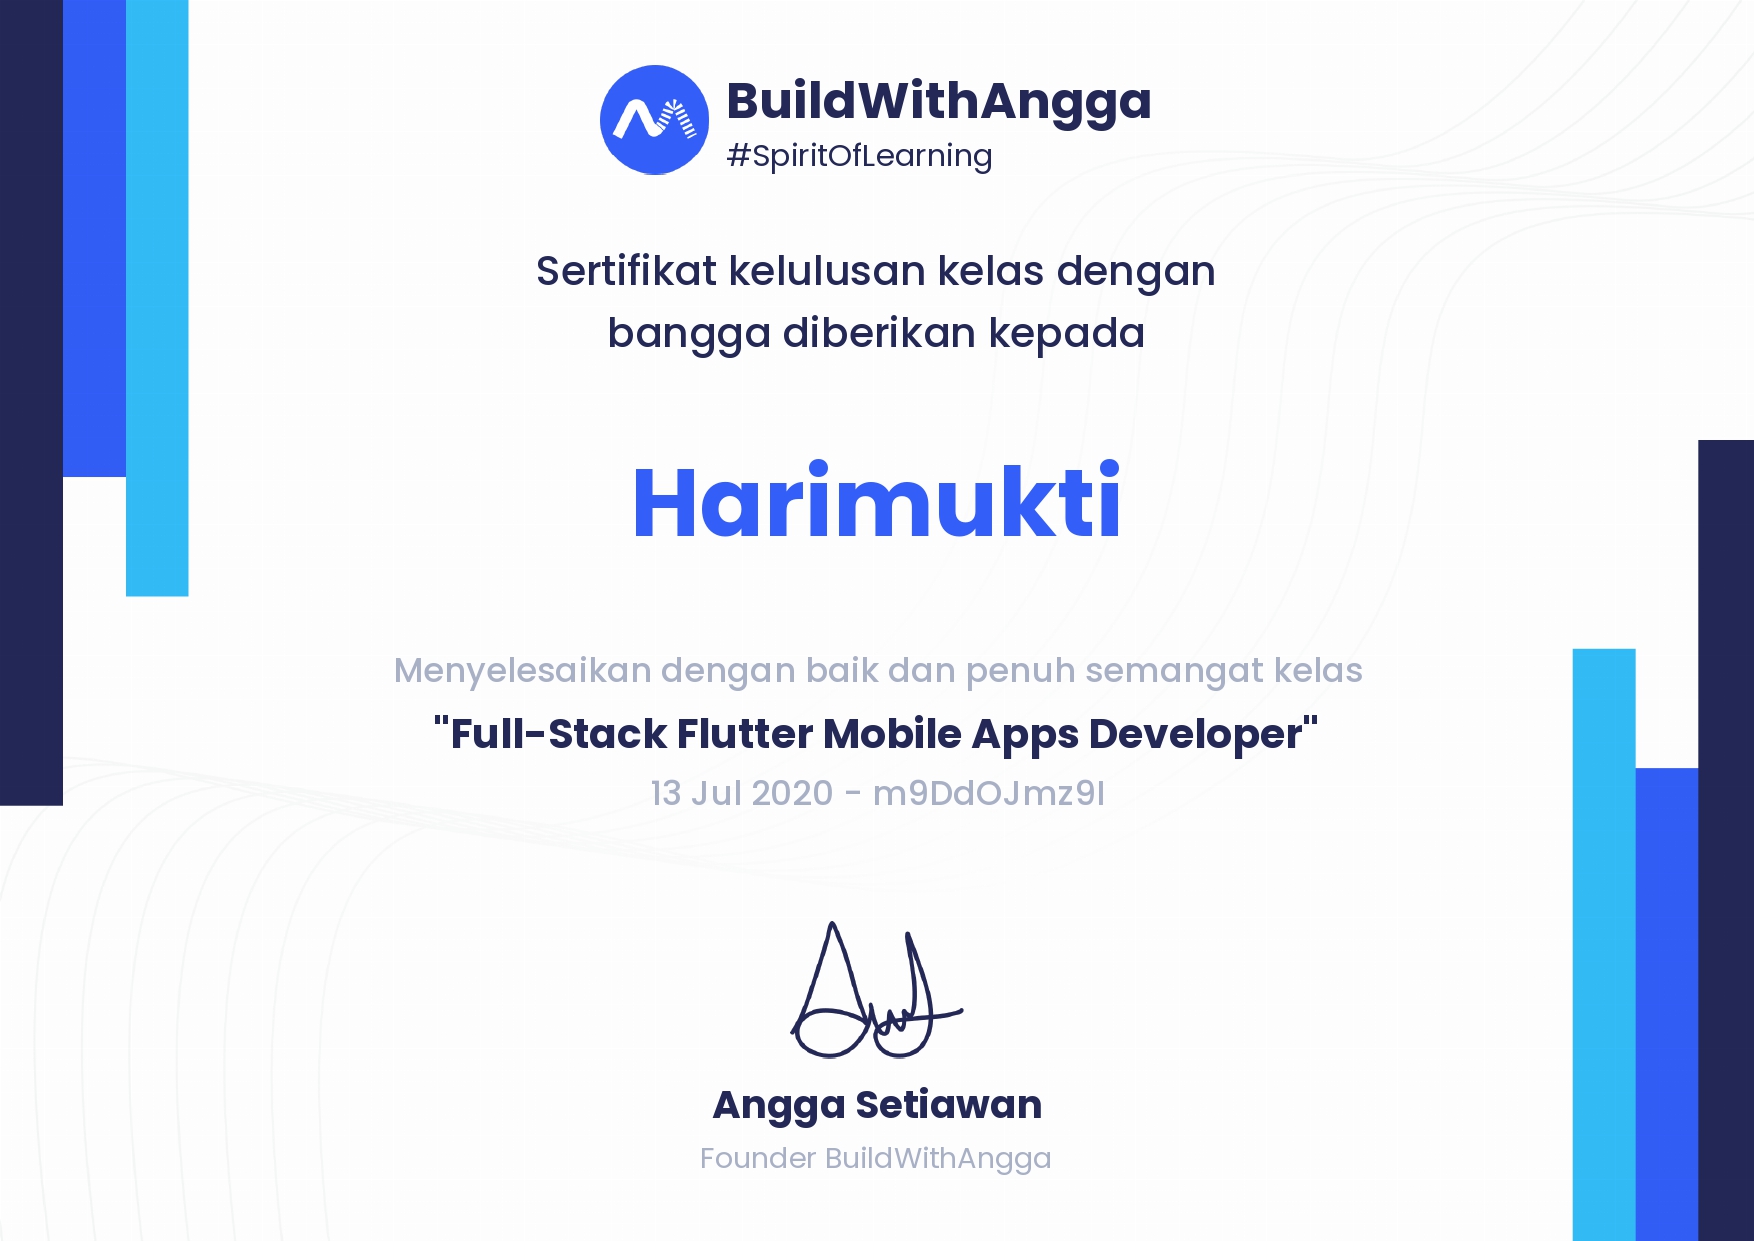 BuildWithAngga
#SpiritOfLearning
Sertifikat kelulusan kelas dengan
bangga diberikan kepada
Harimukti
Menyelesaikan dengan baik dan penuh semangat kelas
"Full-Stack Flutter Mobile Apps Developer"
13 Jul 2020 - m9DdOJmz9I
Angga Setiawan
Founder BuildWithAngga